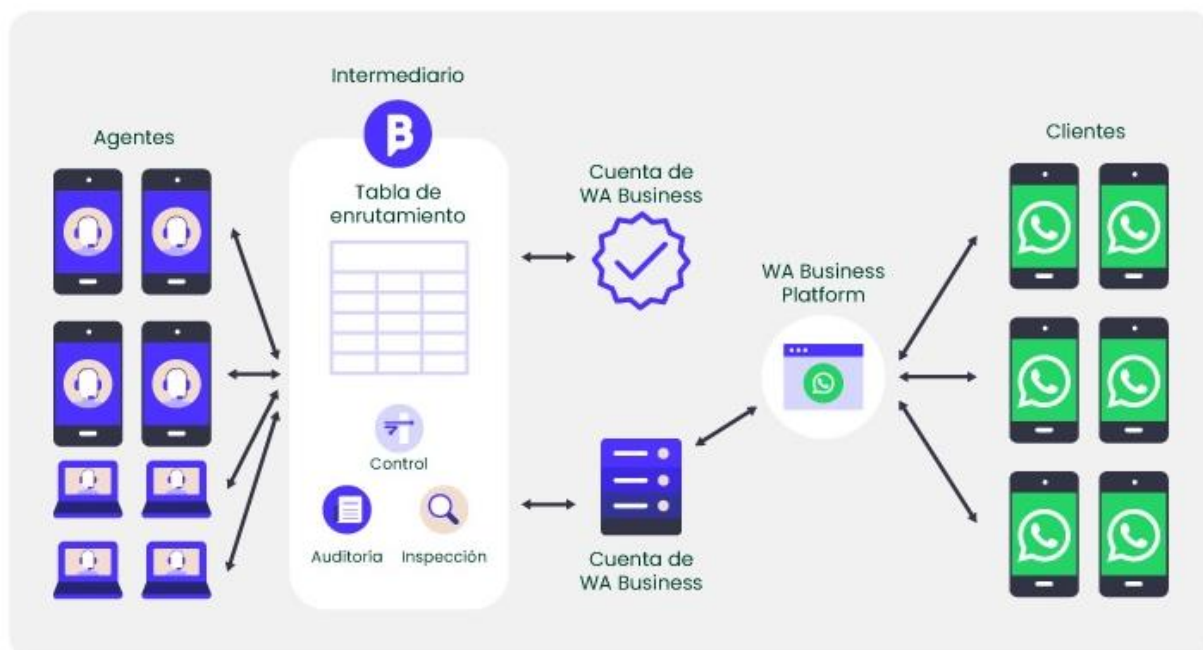 Intermediario
B
Agentes
Clientes
Tabla de
enrutamiento
Cuenta de
WA Business
WA Business
Platform
Control
Auditoría
Inspección
Cuenta de
WA Business